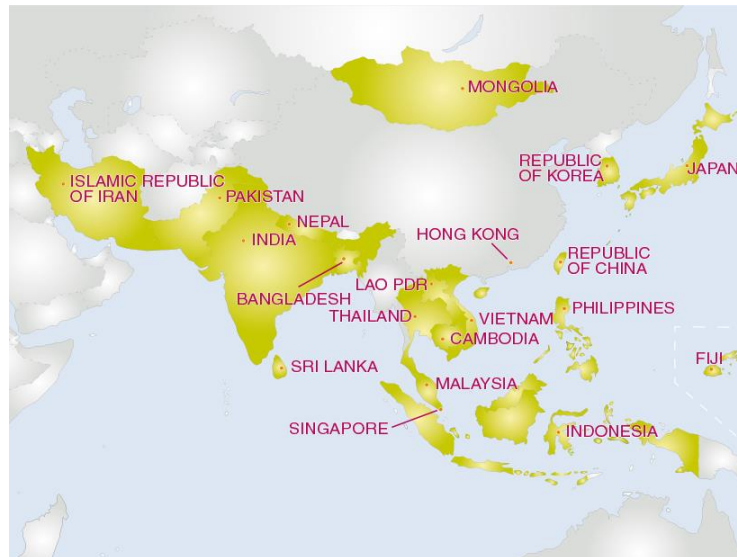 MONGOLIA
REPUBLIC
OF KOREA
JAPAN
ISLAMIC REPUBLIC
OF IRAN
PAKISTAN
NEPAL
INDIA
HONG KONG
REPUBLIC
OF CHINA
BANGLADESH
LAO PDR
THAILAND
VIETNAM
PHILIPPINES
CAMBODIA
FIJI
SRI LANKA
MALAYSIA
SINGAPORE
INDONESIA